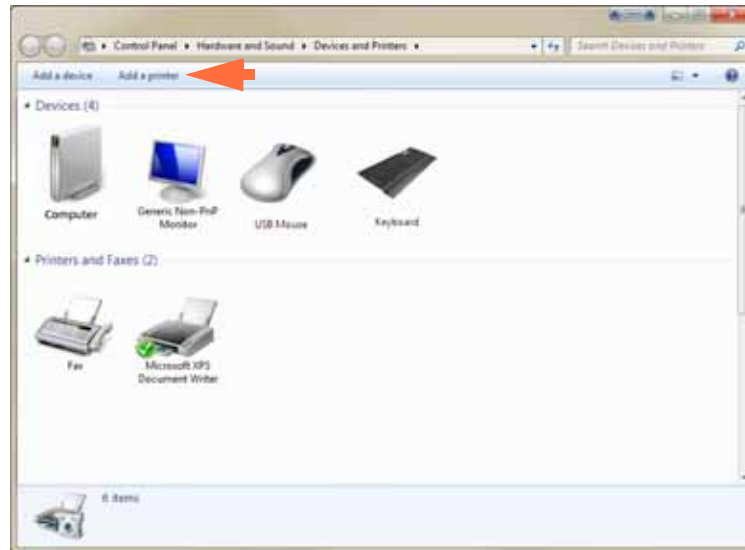 Control Panel ▸ Hardware and Sound ▸ Devices and Printers ▸
Search Devices and Printers
Add a device Add a printer
Devices (4)
Computer
Generic Non-PnP
Monitor
USB Mouse
Keyboard
Printers and Faxes (2)
Fax
Microsoft XPS
Document Writer
6 items